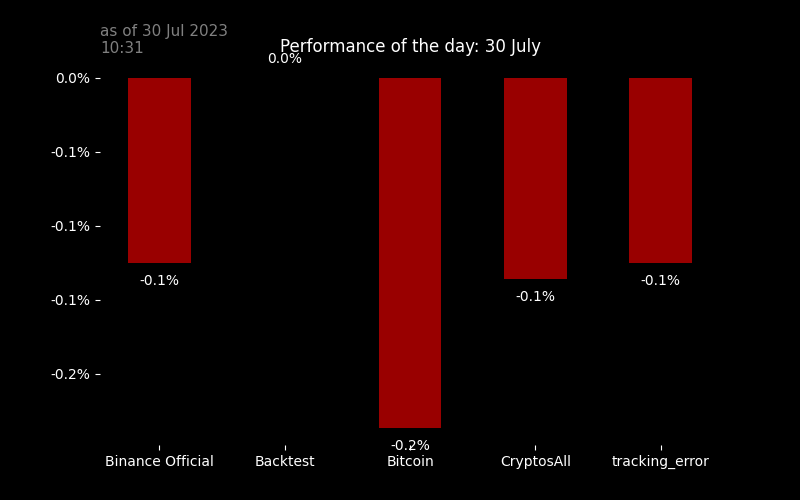 as of 30 Jul 2023
10:31
Performance of the day: 30 July
0.0%
0.0%
-0.1%
-0.1%
-0.1%
-0.1%
-0.1%
-0.1%
-0.2%
-0.2%
Binance Official
Backtest
Bitcoin
CryptosAll
tracking_error